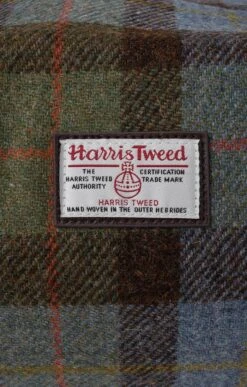 Harris Tweed
THE CERTIFICATION
HARRIS TWEED TRADE MARK
AUTHORITY
HARRIS TWEED
HAND WOVEN IN THE OUTER HEBRIDES